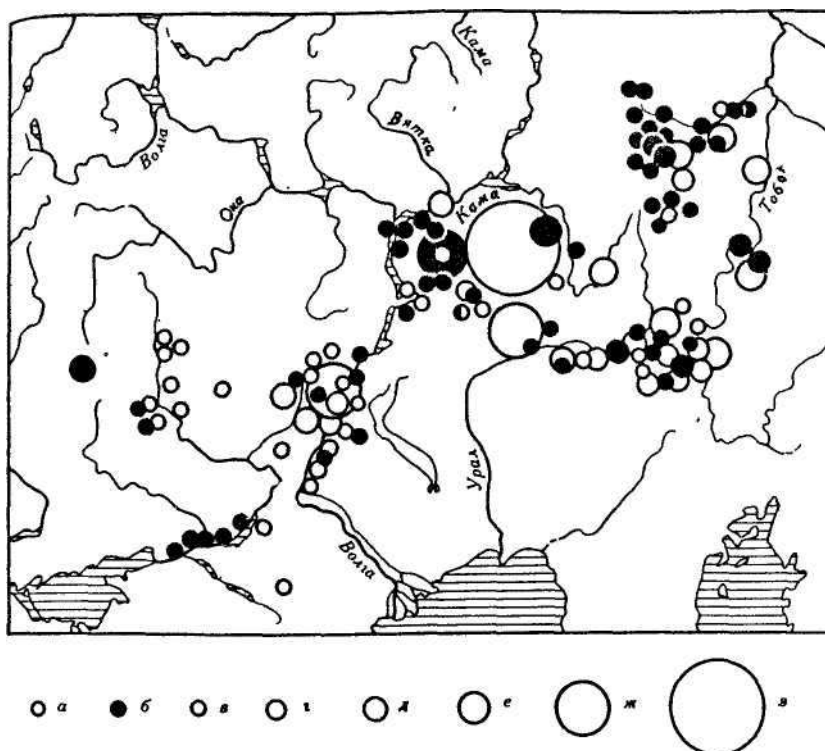 Кама
Вятка
Волга
Ока
Кама
Тобол
Урал
Волга
а б в г д е ж з